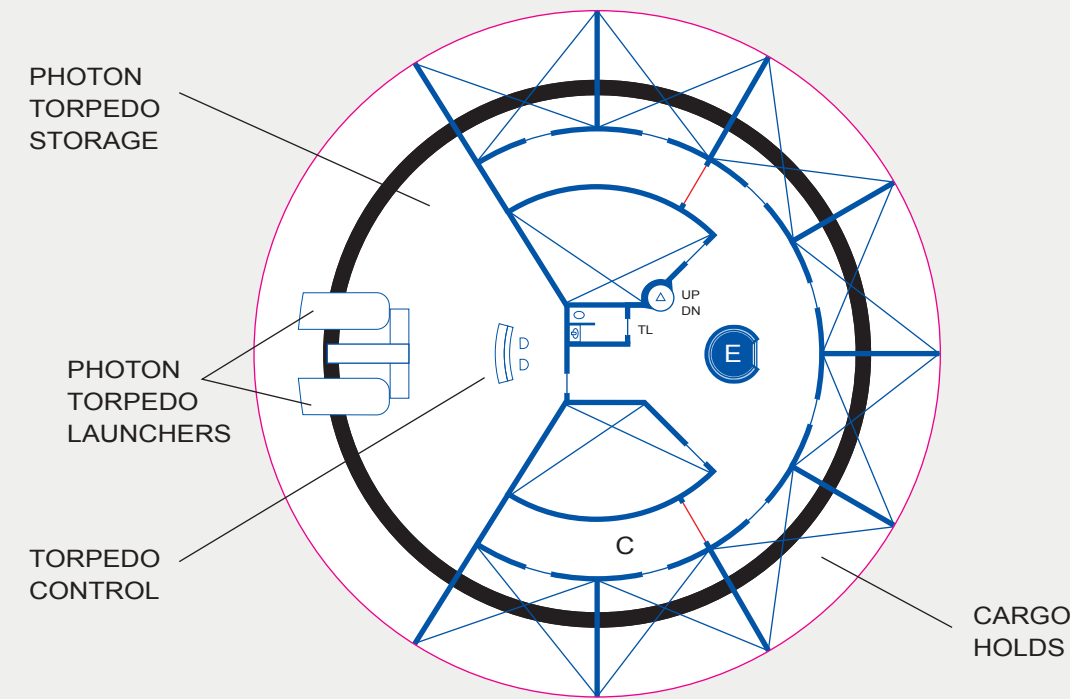 PHOTON
TORPEDO
STORAGE
UP
DN
TL
E
PHOTON
TORPEDO
LAUNCHERS
C
TORPEDO
CONTROL
CARGO
HOLDS